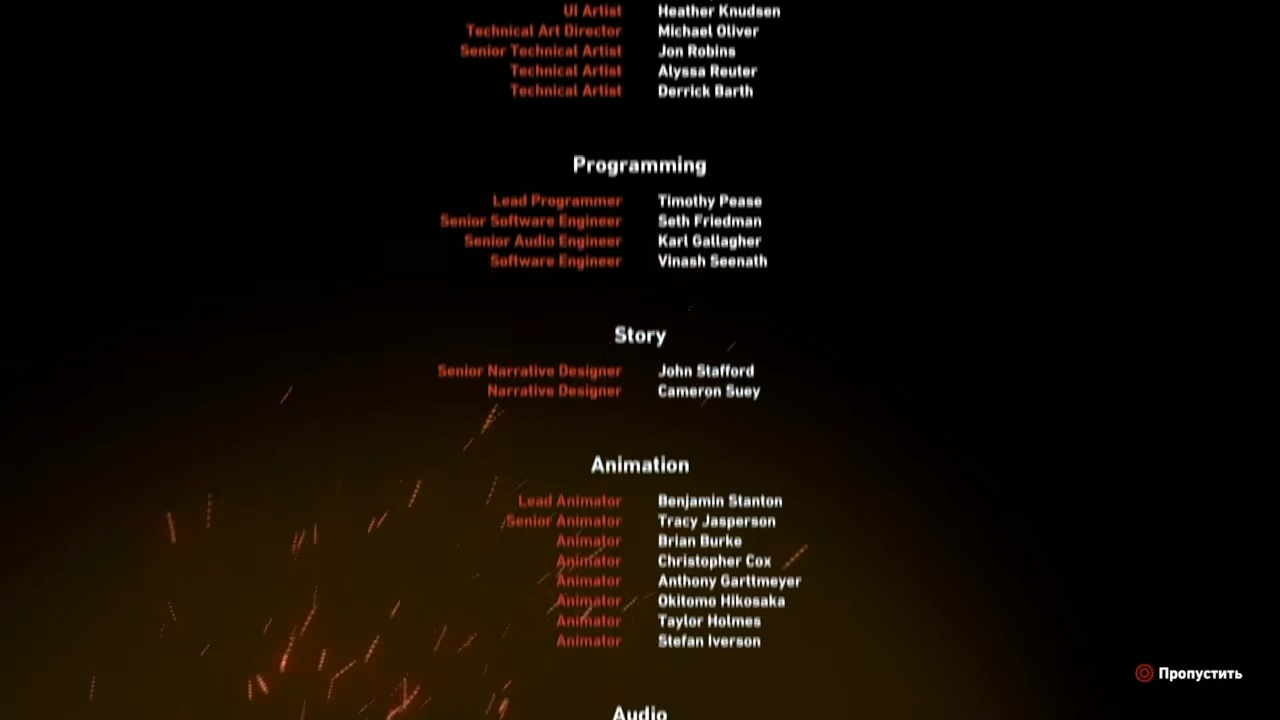 UI Artist Heather Knudsen
Technical Art Director Michael Oliver
Senior Technical Artist Jon Robins
Technical Artist Alyssa Reuter
Technical Artist Derrick Barth
Programming
Lead Programmer Timothy Pease
Senior Software Engineer Seth Friedman
Senior Audio Engineer Karl Gallagher
Software Engineer Vinash Seenath
Story
Senior Narrative Designer John Stafford
Narrative Designer Cameron Suey
Animation
Lead Animator Benjamin Stanton
Senior Animator Tracy Jasperson
Animator Brian Burke
Animator Christopher Cox
Animator Anthony Garttmeyer
Animator Okitomo Hikosaka
Animator Taylor Holmes
Animator Stefan Iverson
Пропустить
Audio